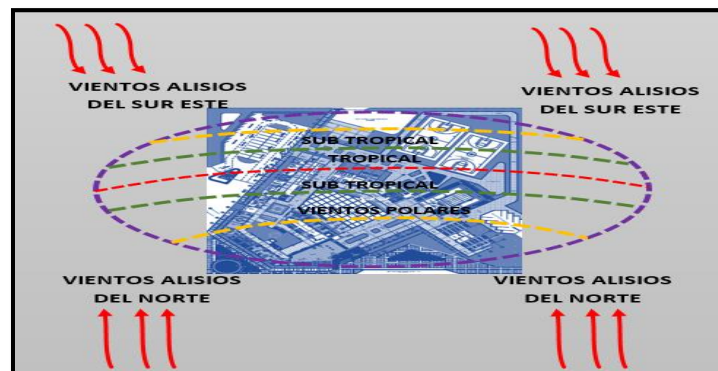 VIENTOS ALISIOS
DEL SUR ESTE
VIENTOS ALISIOS
DEL SUR ESTE
SUB TROPICAL
TROPICAL
SUB TROPICAL
VIENTOS POLARES
VIENTOS ALISIOS
DEL NORTE
VIENTOS ALISIOS
DEL NORTE